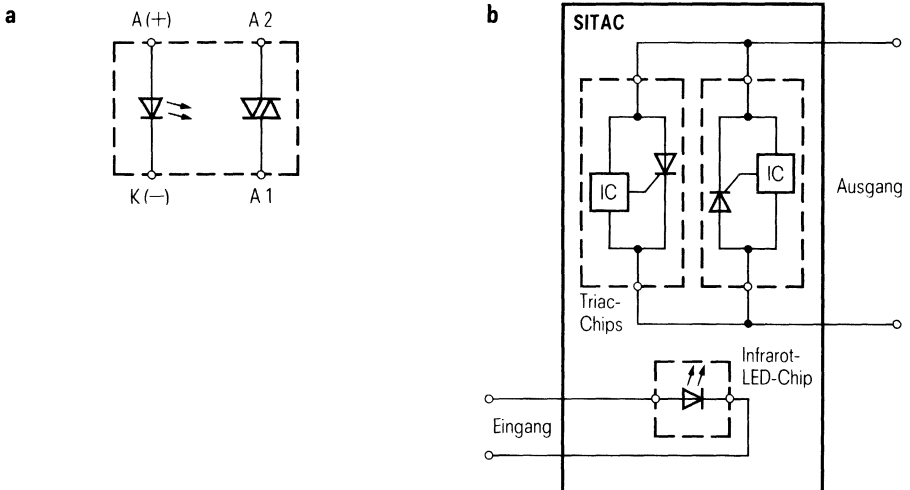 a
A (+)
A 2
K (−)
A 1
b
SITAC
IC
IC
Ausgang
Triac-
Chips
Infrarot-
LED-Chip
Eingang